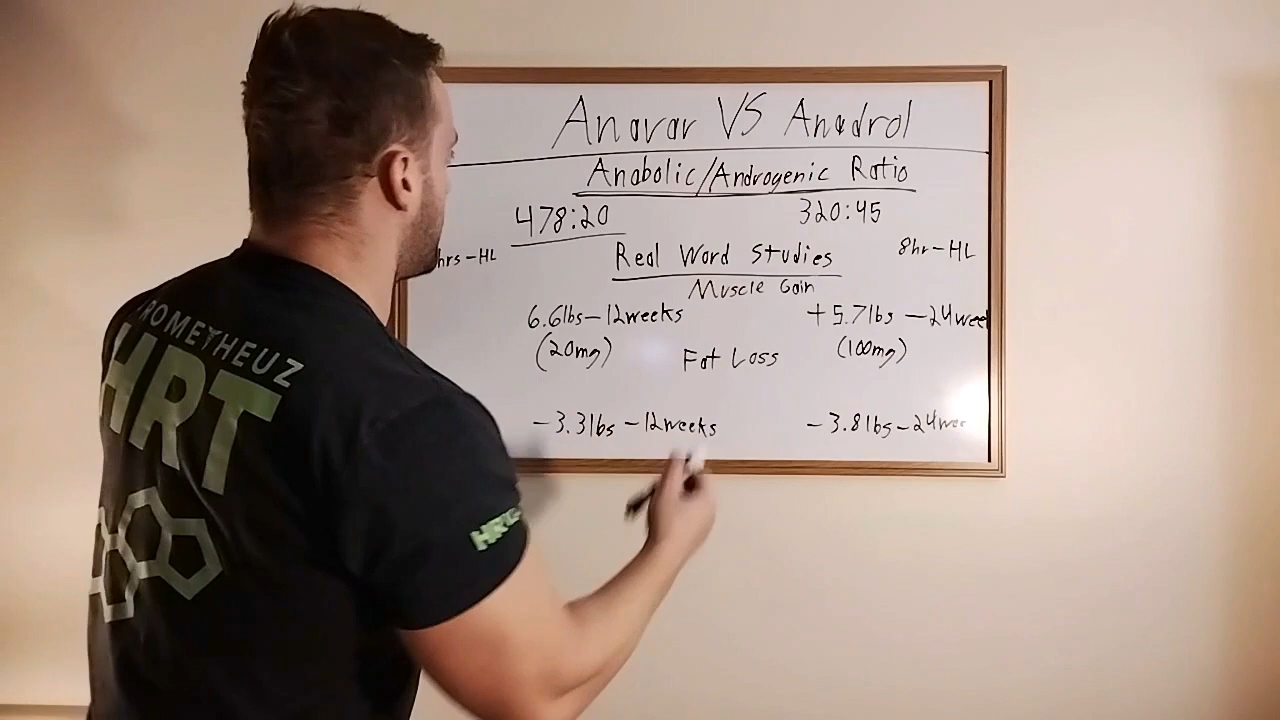 Anavar VS Anadrol
Anabolic/Androgenic Ratio
478:20 320:45
hrs-HL Real Word Studies 8hr-HL
Muscle Gain
6.6lbs-12weeks +5.7lbs -24week
(20mg) Fat Loss (100mg)
-3.3lbs -12weeks -3.8lbs-24wee
ROMETHEUZ
HRT
HRT